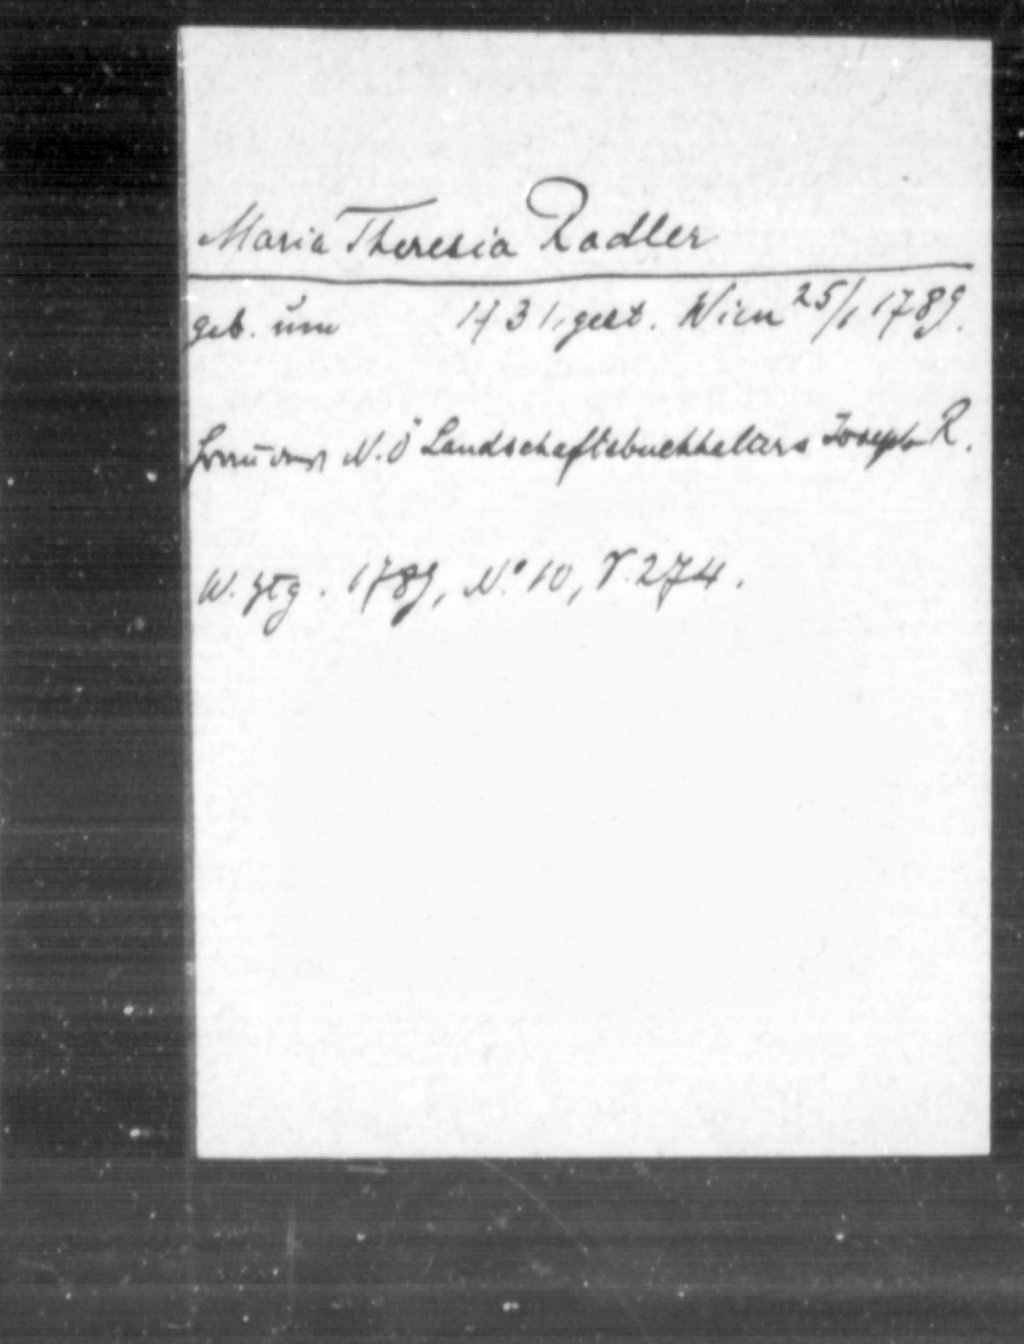 Maria Theresia Radler
geb. um 1731, gest. Wien 25/1 1789.
Frau des N.Ö Landschaftsbuchhalters Joseph R.
W. Ztg. 1789, No 10, S. 274.